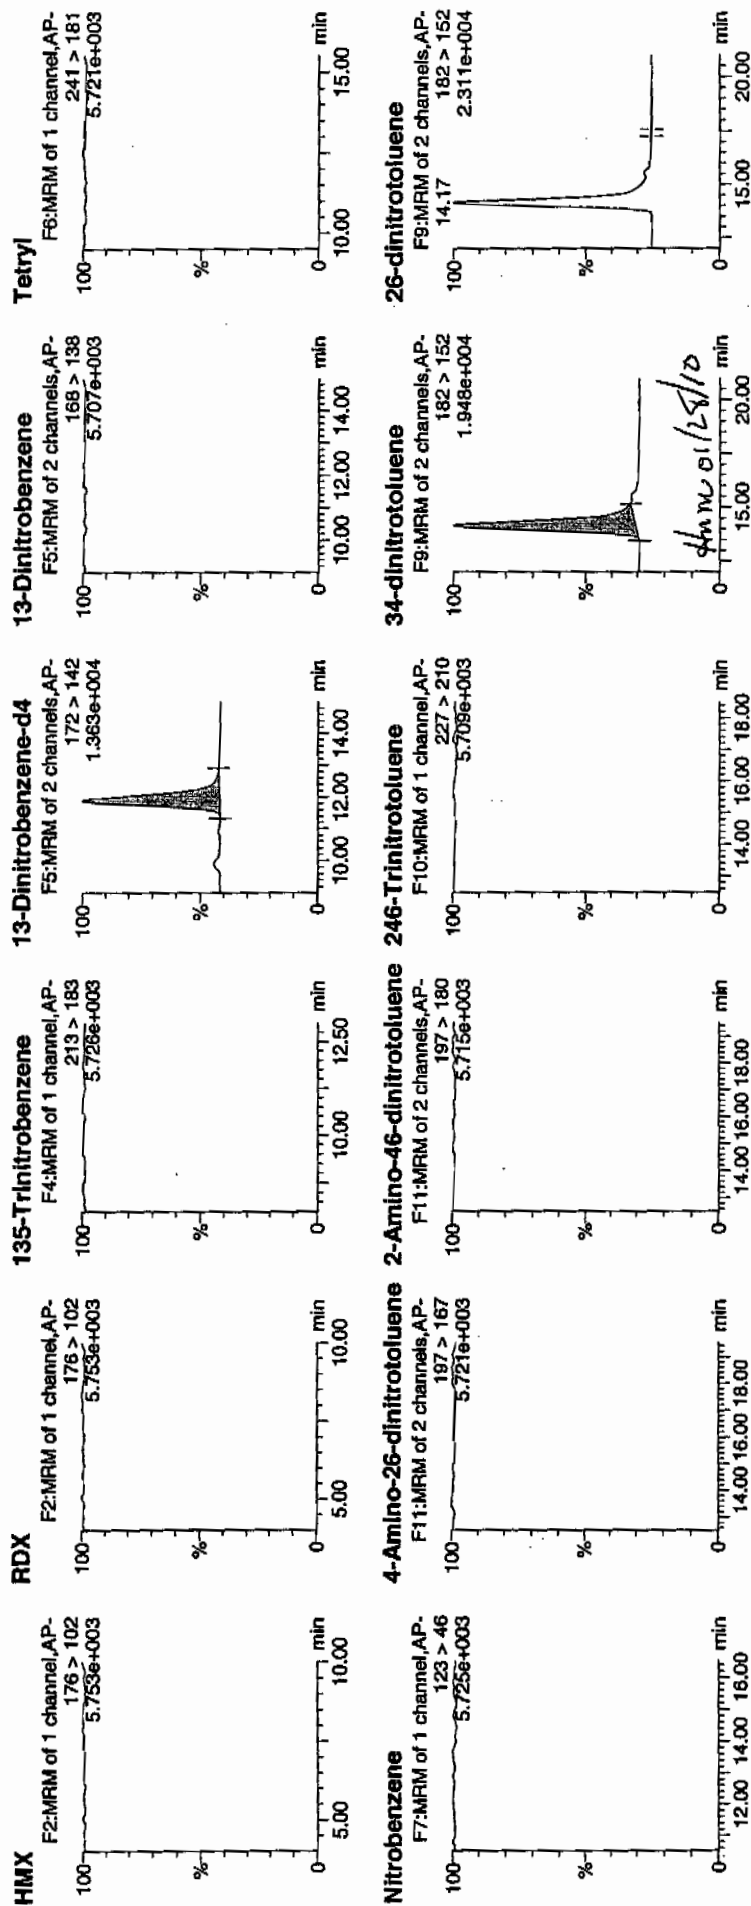 HMX
F2:MRM of 1 channel,AP-
176 > 102
5.753e+003
100
%
0
5.00 10.00 min
RDX
F2:MRM of 1 channel,AP-
176 > 102
5.753e+003
100
%
0
5.00 10.00 min
135-Trinitrobenzene
F4:MRM of 1 channel,AP-
213 > 183
5.726e+003
100
%
0
10.00 12.50 min
13-Dinitrobenzene-d4
F5:MRM of 2 channels,AP-
172 > 142
1.363e+004
100
%
0
10.00 12.00 14.00 min
13-Dinitrobenzene
F5:MRM of 2 channels,AP-
168 > 138
5.707e+003
100
%
0
10.00 12.00 14.00 min
Tetryl
F6:MRM of 1 channel,AP-
241 > 181
5.721e+003
100
%
0
10.00 15.00 min
Nitrobenzene
F7:MRM of 1 channel,AP-
123 > 46
5.725e+003
100
%
0
12.00 14.00 16.00 min
4-Amino-26-dinitrotoluene
F11:MRM of 2 channels,AP-
197 > 167
5.721e+003
100
%
0
14.00 16.00 18.00 min
2-Amino-46-dinitrotoluene
F11:MRM of 2 channels,AP-
197 > 180
5.715e+003
100
%
0
14.00 16.00 18.00 min
246-Trinitrotoluene
F10:MRM of 1 channel,AP-
227 > 210
5.709e+003
100
%
0
14.00 16.00 18.00 min
34-dinitrotoluene
F9:MRM of 2 channels,AP-
182 > 152
1.948e+004
100
%
0
01/28/10
15.00 20.00 min
26-dinitrotoluene
F9:MRM of 2 channels,AP-
14.17 182 > 152
2.311e+004
100
%
0
15.00 20.00 min